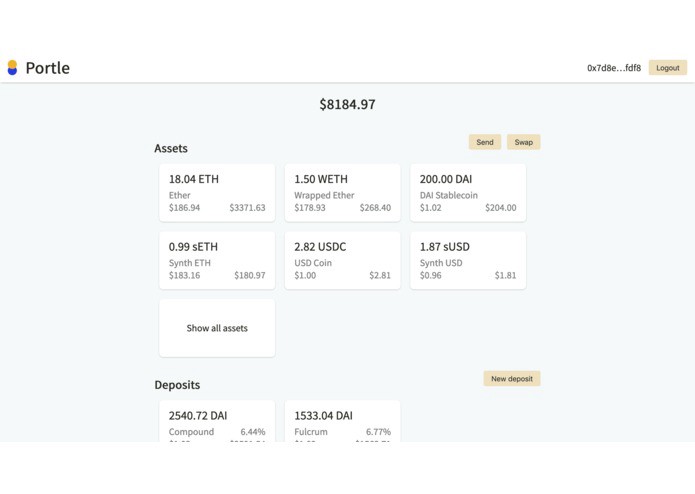 Portle
0x7d8e...fdf8 Logout
$8184.97
Assets Send Swap
18.04 ETH
Ether
$186.94 $3371.63
1.50 WETH
Wrapped Ether
$178.93 $268.40
200.00 DAI
DAI Stablecoin
$1.02 $204.00
0.99 sETH
Synth ETH
$183.16 $180.97
2.82 USDC
USD Coin
$1.00 $2.81
1.87 sUSD
Synth USD
$0.96 $1.81
Show all assets
Deposits New deposit
2540.72 DAI
Compound 6.44%
1533.04 DAI
Fulcrum 6.77%